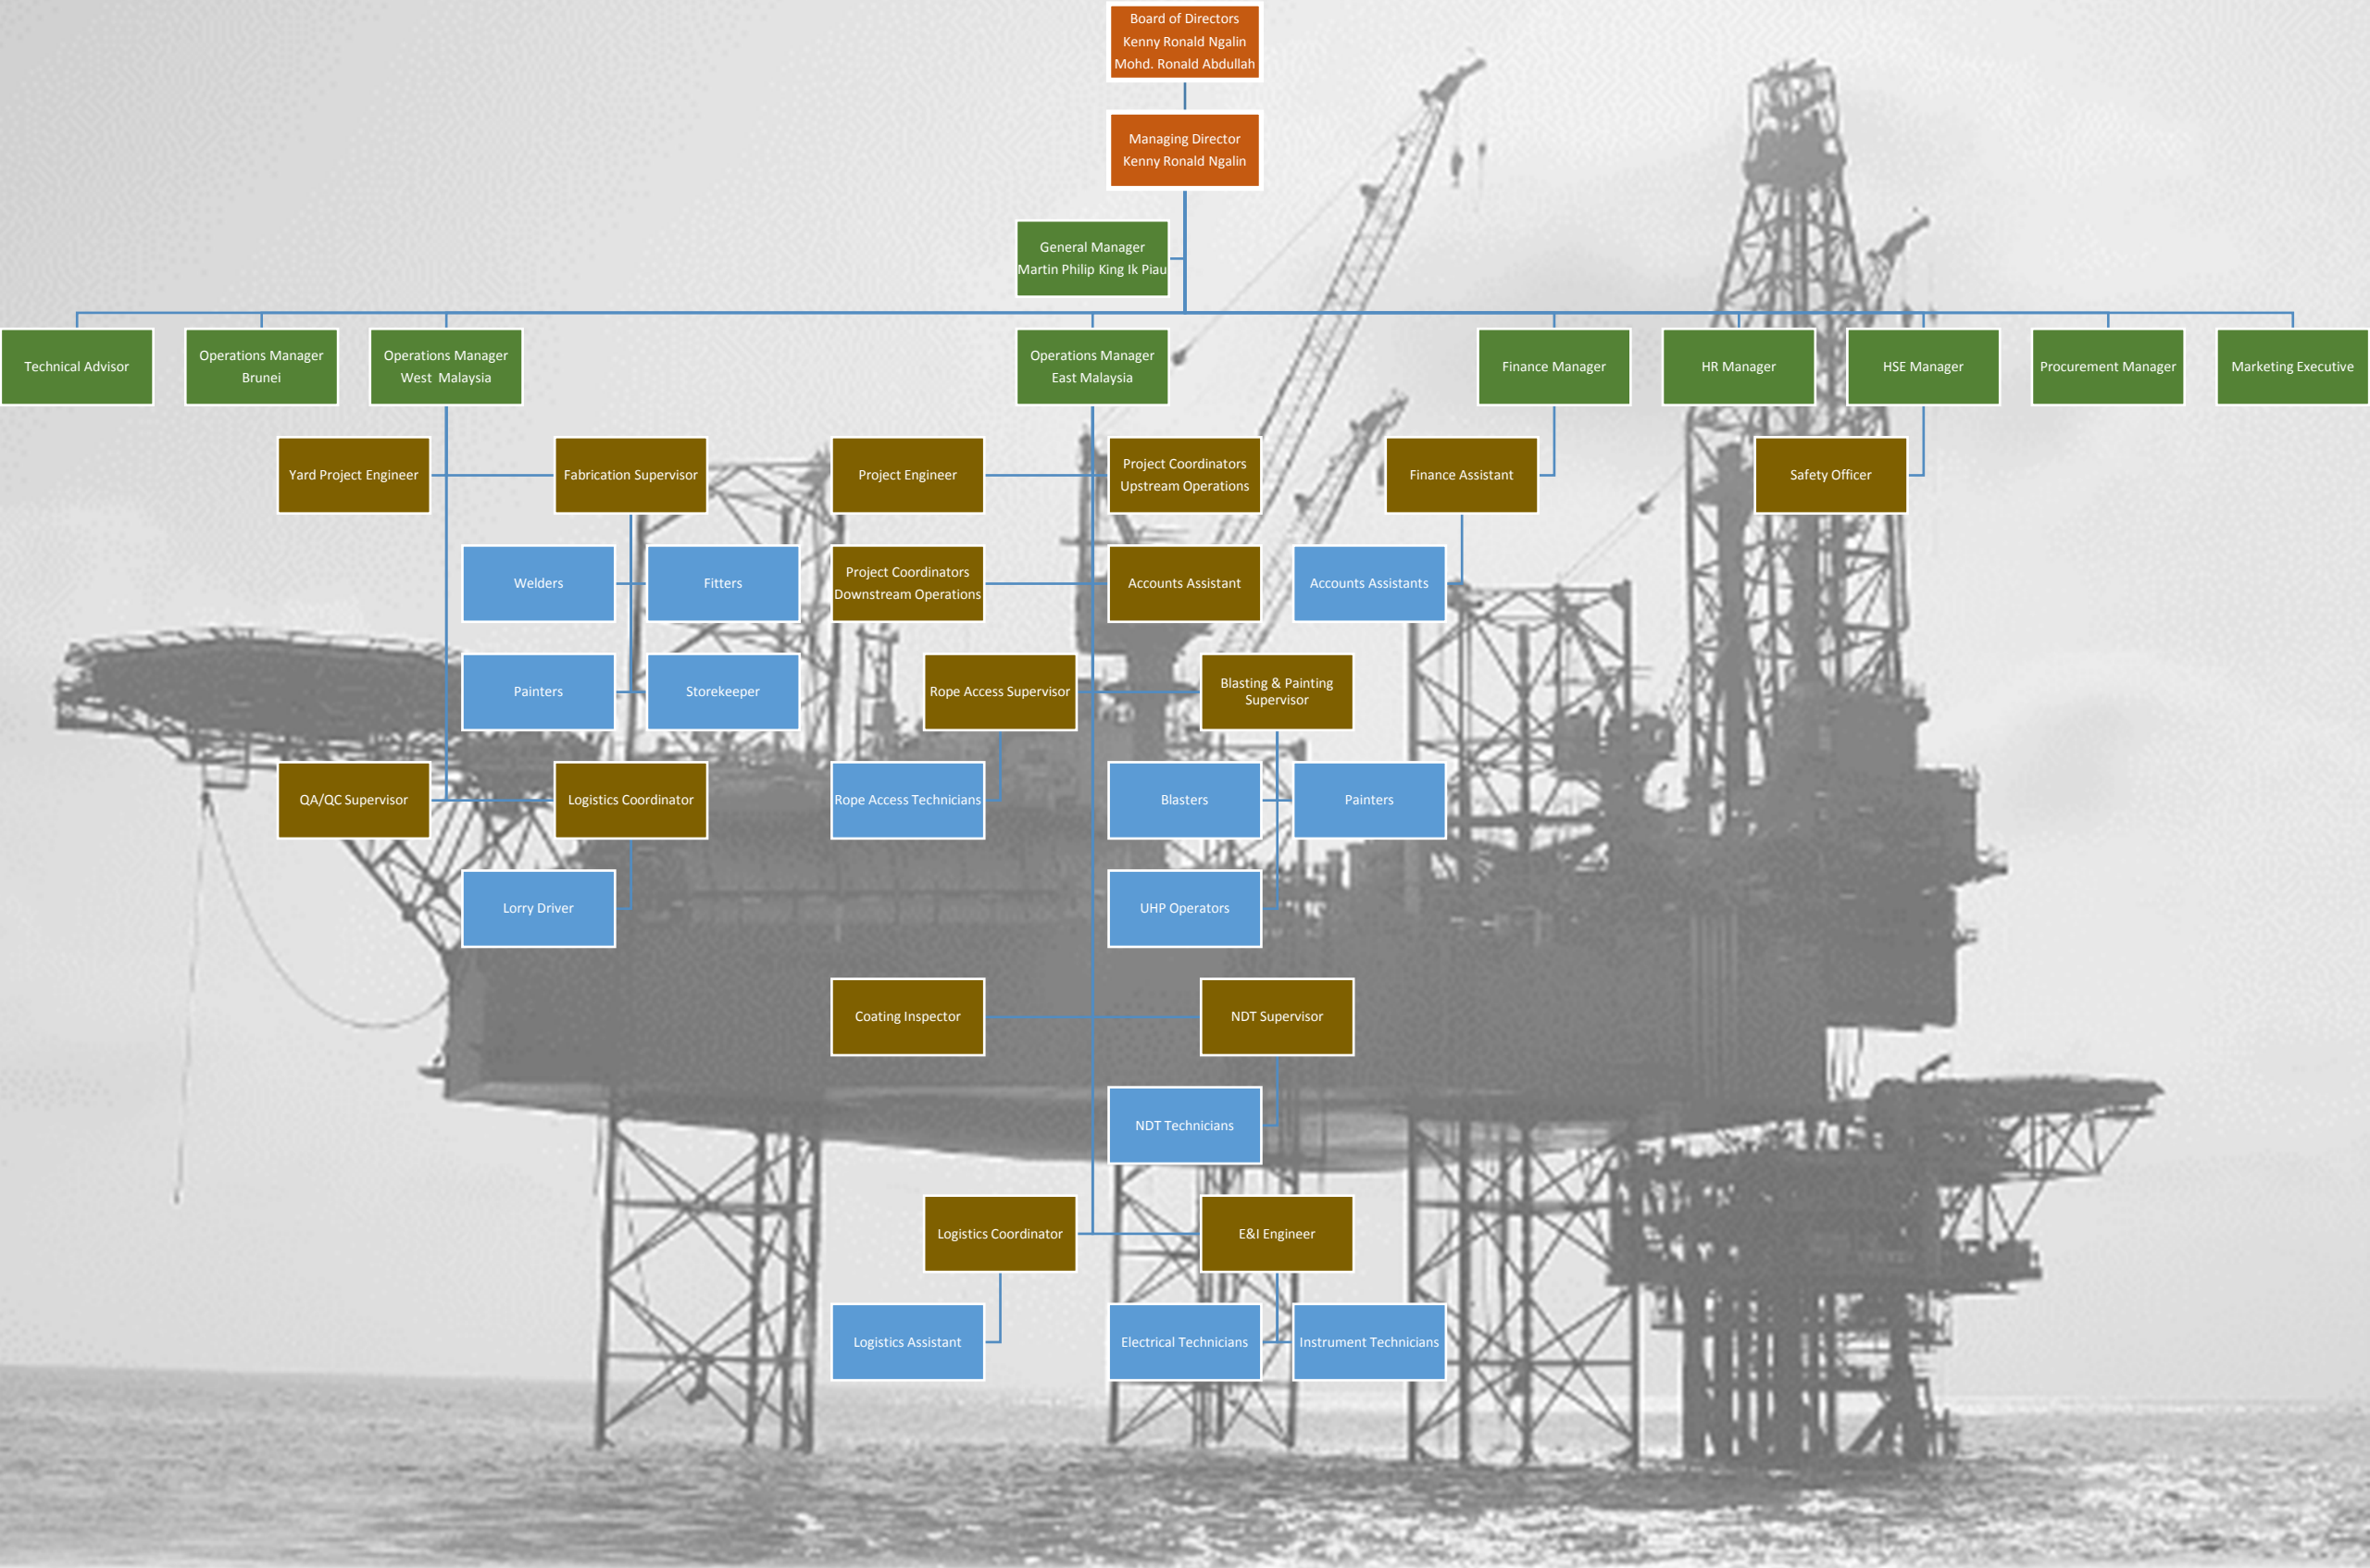 Board of Directors
Kenny Ronald Ngalin
Mohd. Ronald Abdullah
Managing Director
Kenny Ronald Ngalin
General Manager
Martin Philip King Ik Piau
Technical Advisor
Operations Manager
Brunei
Operations Manager
West Malaysia
Operations Manager
East Malaysia
Finance Manager
HR Manager
HSE Manager
Procurement Manager
Marketing Executive
Yard Project Engineer
Fabrication Supervisor
Project Engineer
Project Coordinators
Upstream Operations
Finance Assistant
Safety Officer
Welders
Fitters
Project Coordinators
Downstream Operations
Accounts Assistant
Accounts Assistants
Painters
Storekeeper
Rope Access Supervisor
Blasting & Painting
Supervisor
QA/QC Supervisor
Logistics Coordinator
Rope Access Technicians
Blasters
Painters
Lorry Driver
UHP Operators
Coating Inspector
NDT Supervisor
NDT Technicians
Logistics Coordinator
E&I Engineer
Logistics Assistant
Electrical Technicians
Instrument Technicians